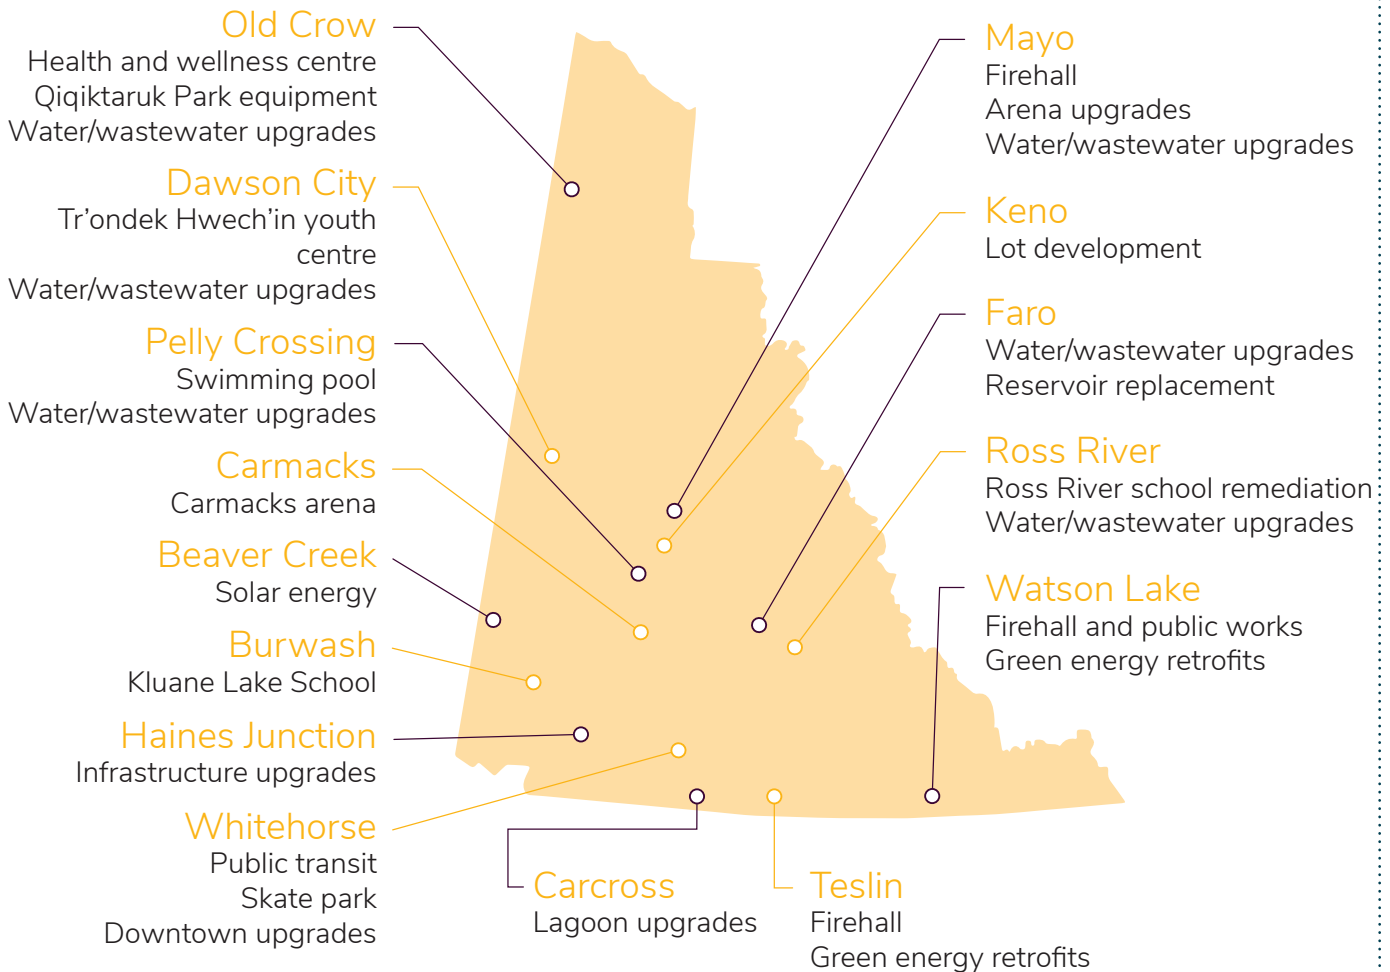 Old Crow
Health and wellness centre
Qiqiktaruk Park equipment
Water/wastewater upgrades
Dawson City
Tr'ondek Hwech'in youth
centre
Water/wastewater upgrades
Pelly Crossing
Swimming pool
Water/wastewater upgrades
Carmacks
Carmacks arena
Beaver Creek
Solar energy
Burwash
Kluane Lake School
Haines Junction
Infrastructure upgrades
Whitehorse
Public transit
Skate park
Downtown upgrades
Carcross
Lagoon upgrades
Teslin
Firehall
Green energy retrofits
Mayo
Firehall
Arena upgrades
Water/wastewater upgrades
Keno
Lot development
Faro
Water/wastewater upgrades
Reservoir replacement
Ross River
Ross River school remediation
Water/wastewater upgrades
Watson Lake
Firehall and public works
Green energy retrofits